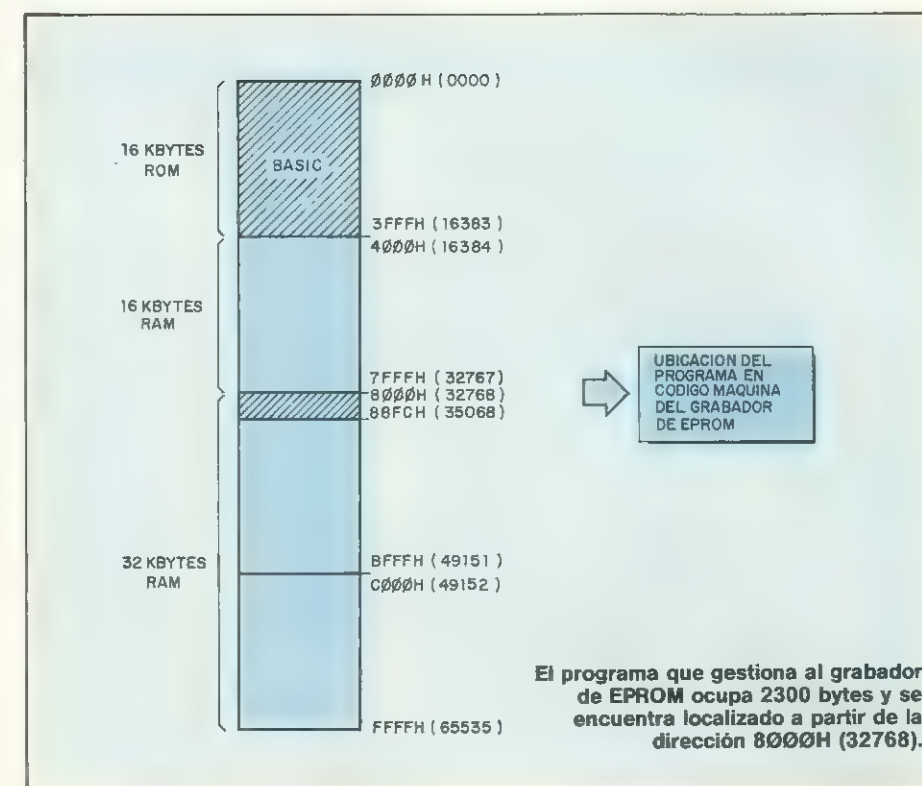 ØØØØ H (0000)
16 KBYTES
ROM
BASIC
3FFFH (16383)
4ØØØH (16384)
16 KBYTES
RAM
7FFFH (32767)
8ØØØH (32768)
88FCH (35068)
UBICACION DEL
PROGRAMA EN
CODIGO MAQUINA
DEL GRABADOR
DE EPROM
32 KBYTES
RAM
BFFFH (49151)
CØØØH (49152)
FFFFH (65535)
El programa que gestiona al grabador
de EPROM ocupa 2300 bytes y se
encuentra localizado a partir de la
dirección 8ØØØH (32768).